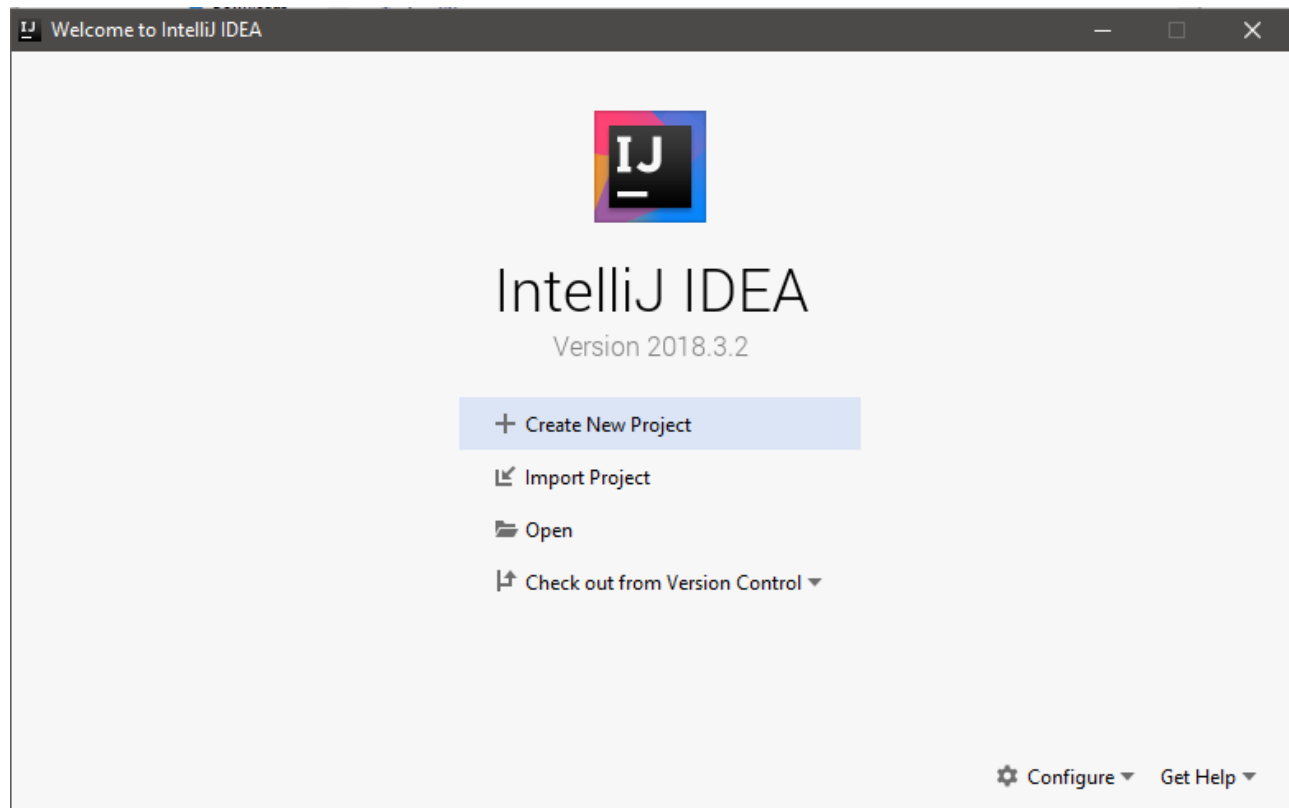 IJ Welcome to IntelliJ IDEA
IJ
IntelliJ IDEA
Version 2018.3.2
Create New Project
Import Project
Open
Check out from Version Control
Configure Get Help